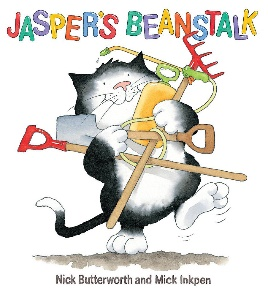 JASPER'S BEANSTALK
Nick Butterworth and Mick Inkpen